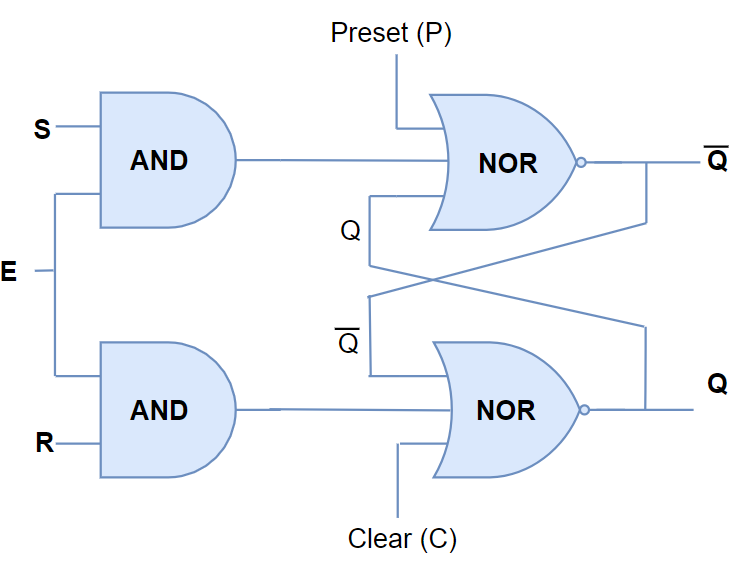 Preset (P)
S
AND
NOR
Q̅
Q
E
Q̅
Q
AND
NOR
R
Clear (C)